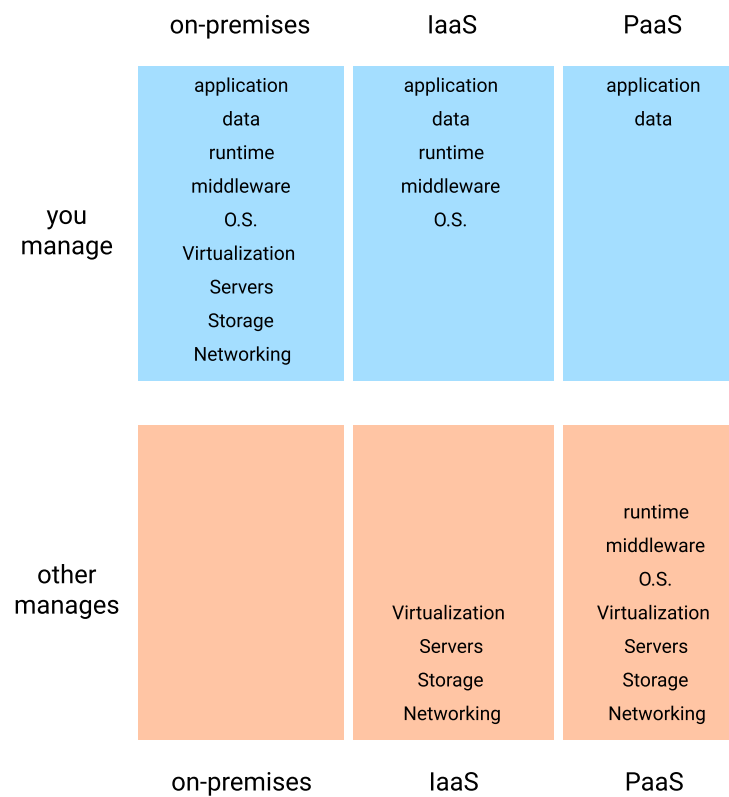 on-premises IaaS PaaS
application application application
data data data
runtime runtime
middleware middleware
you
manage
O.S. O.S.
Virtualization
Servers
Storage
Networking
other
manages
runtime
middleware
O.S.
Virtualization Virtualization
Servers Servers
Storage Storage
Networking Networking
on-premises IaaS PaaS